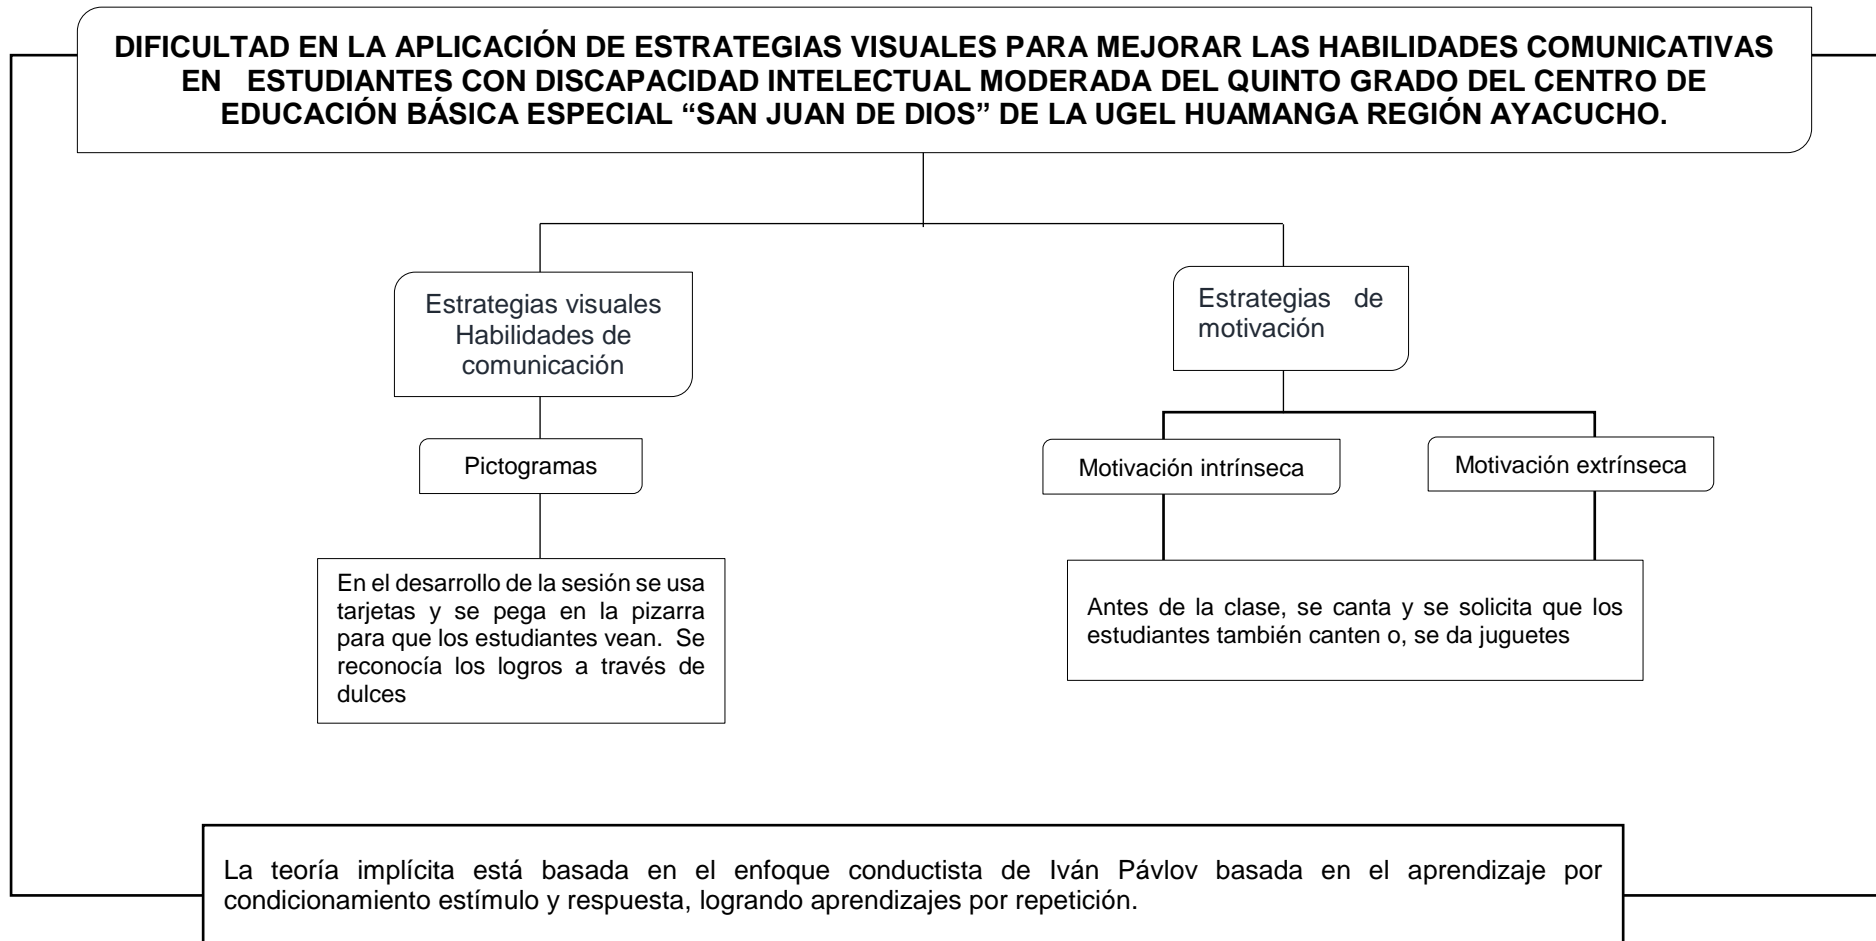 DIFICULTAD EN LA APLICACIÓN DE ESTRATEGIAS VISUALES PARA MEJORAR LAS HABILIDADES COMUNICATIVAS
EN ESTUDIANTES CON DISCAPACIDAD INTELECTUAL MODERADA DEL QUINTO GRADO DEL CENTRO DE
EDUCACIÓN BÁSICA ESPECIAL “SAN JUAN DE DIOS” DE LA UGEL HUAMANGA REGIÓN AYACUCHO.
Estrategias visuales
Habilidades de
comunicación
Estrategias de
motivación
Pictogramas
Motivación intrínseca
Motivación extrínseca
En el desarrollo de la sesión se usa
tarjetas y se pega en la pizarra
para que los estudiantes vean. Se
reconocía los logros a través de
dulces
Antes de la clase, se canta y se solicita que los
estudiantes también canten o, se da juguetes
La teoría implícita está basada en el enfoque conductista de Iván Pávlov basada en el aprendizaje por
condicionamiento estímulo y respuesta, logrando aprendizajes por repetición.